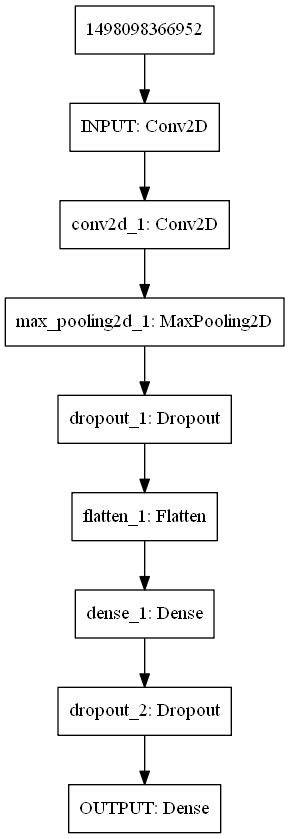 1498098366952
INPUT: Conv2D
conv2d_1: Conv2D
max_pooling2d_1: MaxPooling2D
dropout_1: Dropout
flatten_1: Flatten
dense_1: Dense
dropout_2: Dropout
OUTPUT: Dense